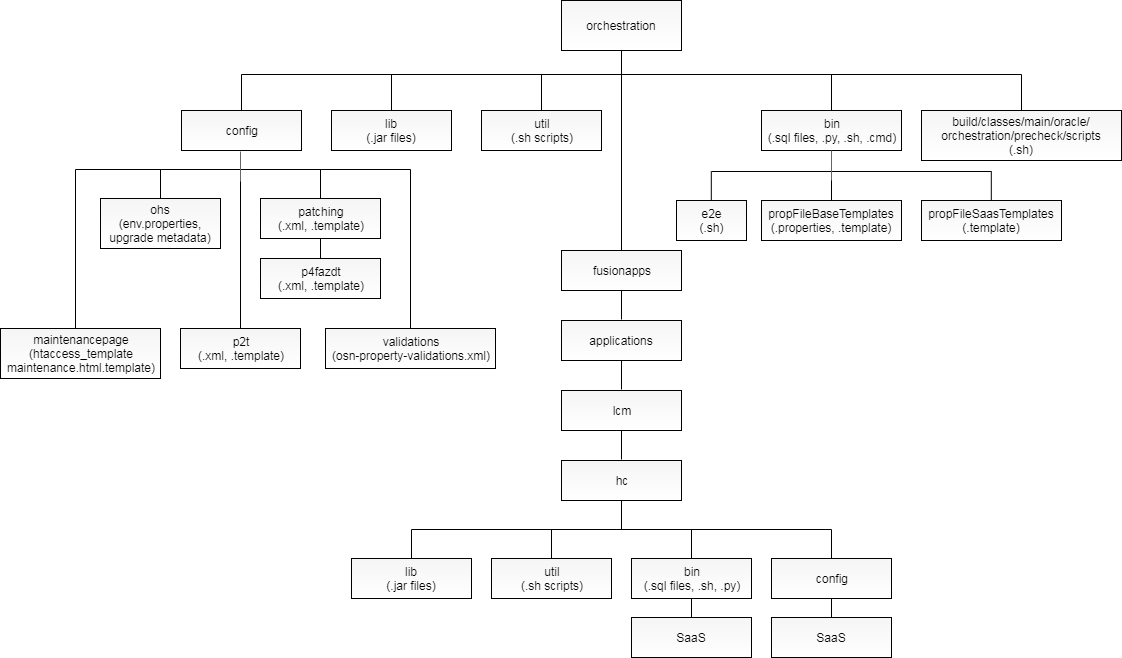 orchestration
config
lib
(.jar files)
util
(.sh scripts)
bin
(.sql files, .py, .sh, .cmd)
build/classes/main/oracle/
orchestration/precheck/scripts
(.sh)
ohs
(env.properties,
upgrade metadata)
patching
(.xml, .template)
e2e
(.sh)
propFileBaseTemplates
(.properties, .template)
propFileSaasTemplates
(.template)
p4fazdt
(.xml, .template)
fusionapps
maintenancepage
(htaccess_template
maintenance.html.template)
p2t
(.xml, .template)
validations
(osn-property-validations.xml)
applications
lcm
hc
lib
(.jar files)
util
(.sh scripts)
bin
(.sql files, .sh, .py)
config
SaaS
SaaS